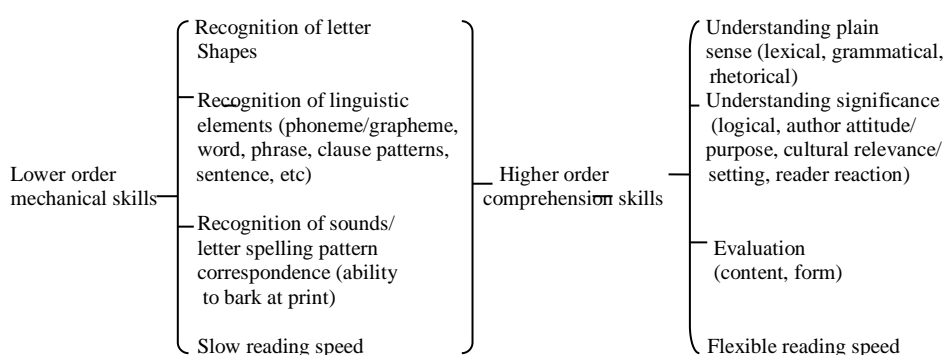 Lower order
mechanical skills
Recognition of letter
Shapes
Recognition of linguistic
elements (phoneme/grapheme,
word, phrase, clause patterns,
sentence, etc)
Recognition of sounds/
letter spelling pattern
correspondence (ability
to bark at print)
Slow reading speed
Higher order
comprehension skills
Understanding plain
sense (lexical, grammatical,
rhetorical)
Understanding significance
(logical, author attitude/
purpose, cultural relevance/
setting, reader reaction)
Evaluation
(content, form)
Flexible reading speed